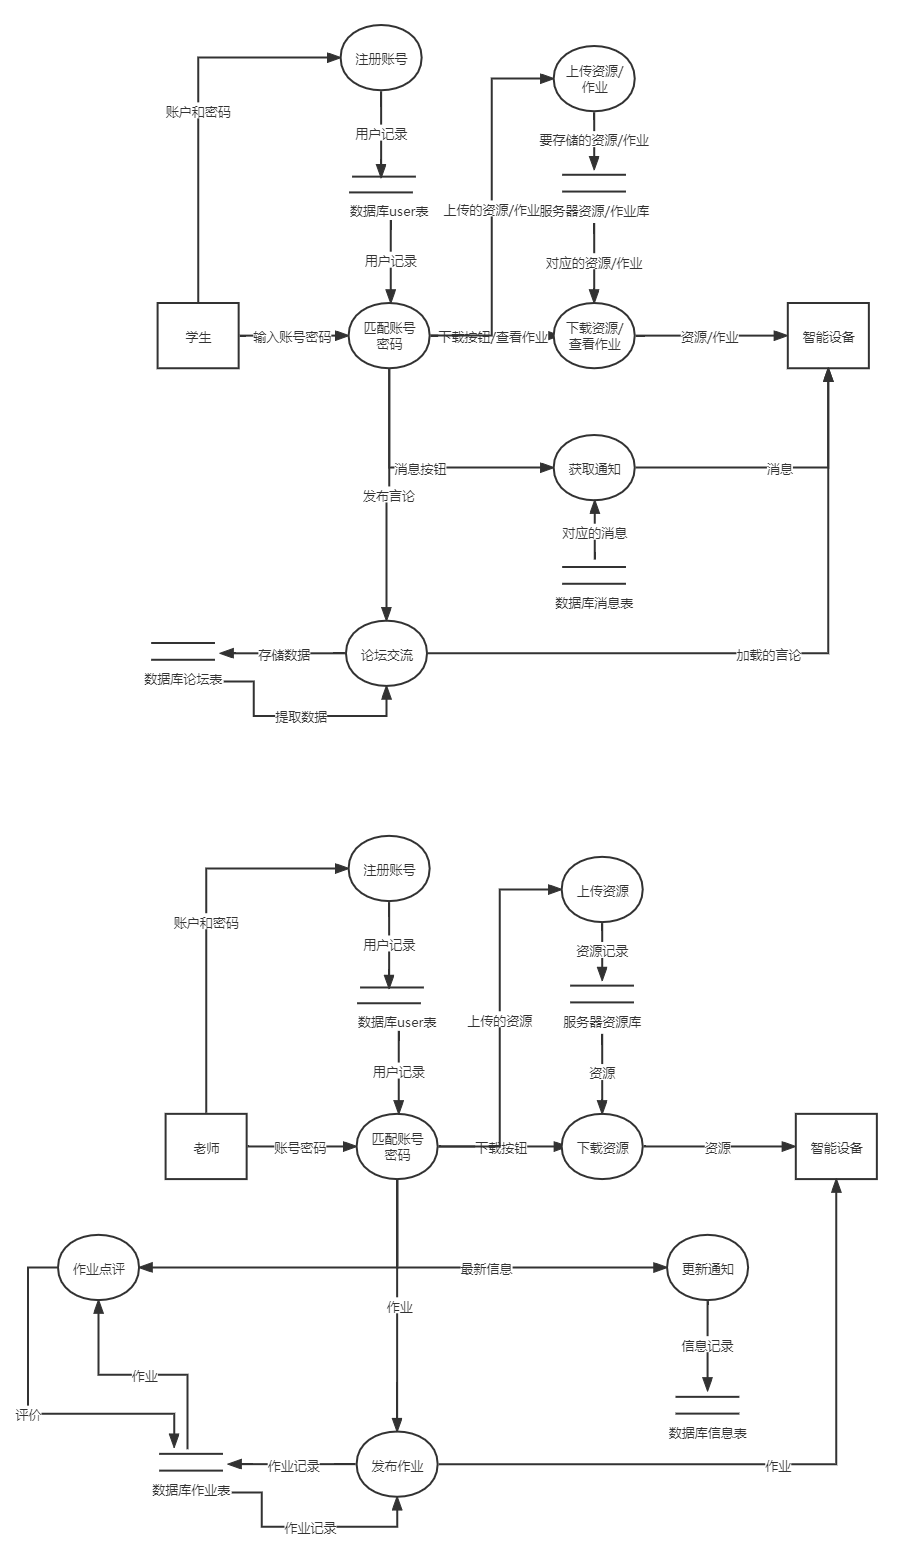 注册账号
上传资源/
作业
账户和密码
用户记录
要存储的资源/作业
数据库user表
上传的资源/作业
服务器资源/作业库
用户记录
对应的资源/作业
学生
输入账号密码
匹配账号
密码
下载按钮/查看作业
下载资源/
查看作业
资源/作业
智能设备
消息按钮
获取通知
消息
发布言论
对应的消息
数据库消息表
存储数据
论坛交流
加载的言论
数据库论坛表
提取数据
注册账号
上传资源
账户和密码
用户记录
资源记录
数据库user表
上传的资源
服务器资源库
用户记录
资源
老师
账号密码
匹配账号
密码
下载按钮
下载资源
资源
智能设备
作业点评
最新信息
更新通知
作业
信息记录
作业
评价
数据库信息表
作业记录
发布作业
作业
数据库作业表
作业记录